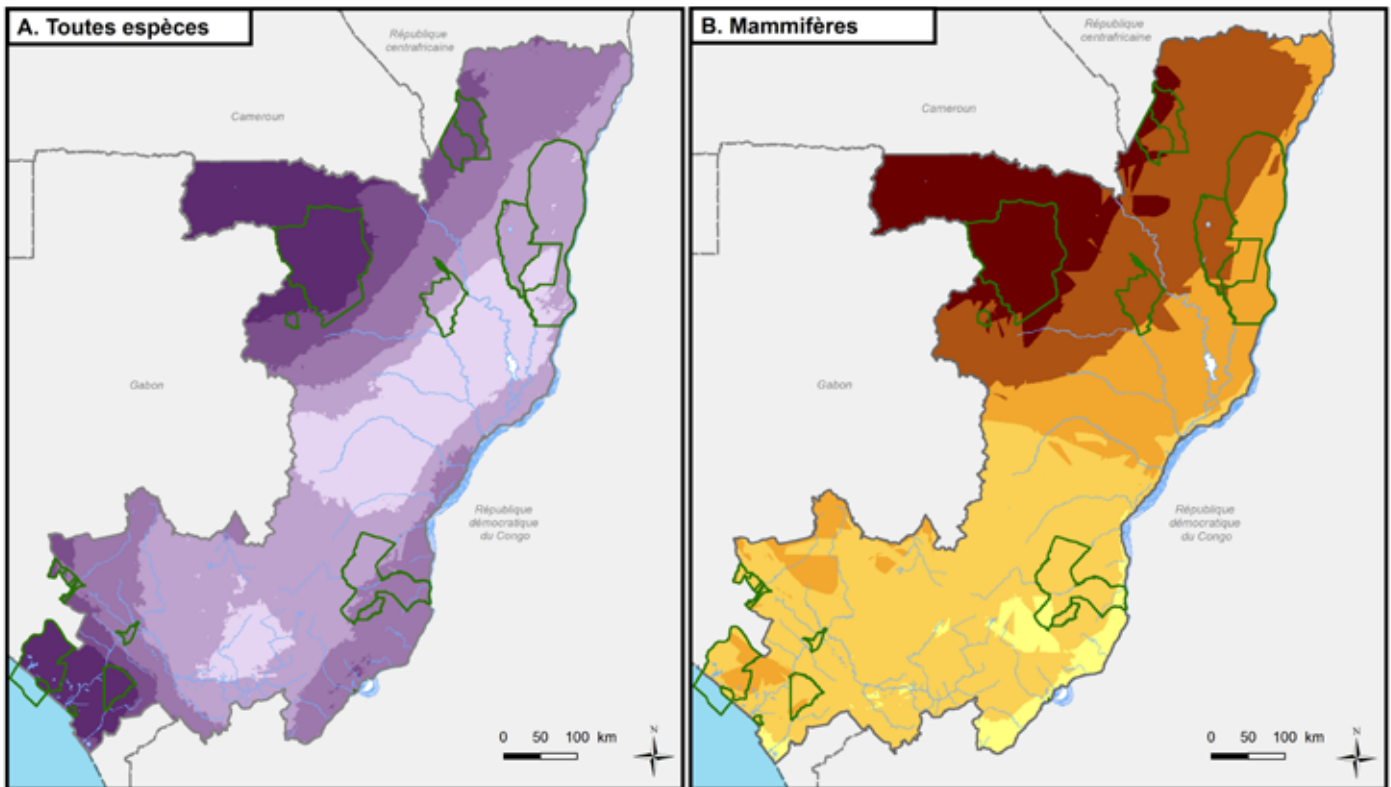 A. Toutes espèces
République
centrafricaine
Cameroun
Gabon
République
démocratique
du Congo
0 50 100 km
N
B. Mammifères
République
centrafricaine
Cameroun
Gabon
République
démocratique
du Congo
0 50 100 km
N